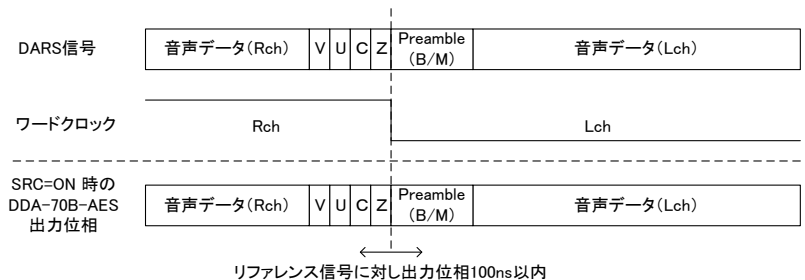 DARS信号 音声データ(Rch) V U C Z Preamble
(B/M) 音声データ(Lch)
ワードクロック Rch Lch
SRC=ON 時の
DDA-70B-AES
出力位相 音声データ(Rch) V U C Z Preamble
(B/M) 音声データ(Lch)
リファレンス信号に対し出力位相100ns以内